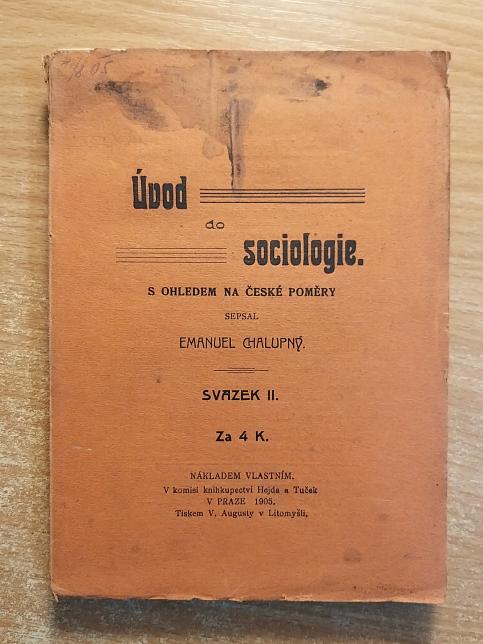 Úvod
do
sociologie.
S OHLEDEM NA ČESKÉ POMĚRY
SEPSAL
EMANUEL CHALUPNÝ.
SVAZEK II.
Za 4 K.
NÁKLADEM VLASTNÍM.
V komisi knihkupectví Hejda a Tuček
V PRAZE 1905.
Tiskem V. Augusty v Litomyšli.